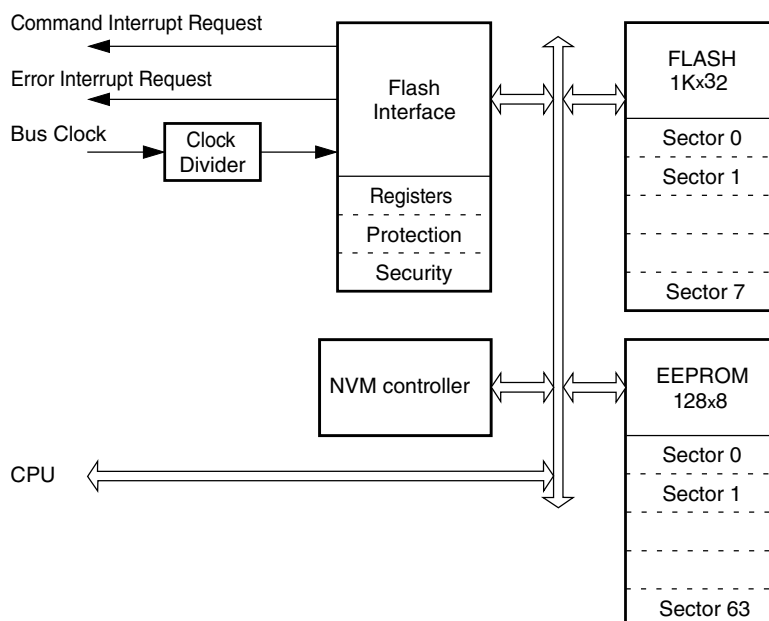 Command Interrupt Request
Error Interrupt Request
Bus Clock
Clock
Divider
Flash
Interface
Registers
Protection
Security
FLASH
1Kx32
Sector 0
Sector 1
Sector 7
NVM controller
EEPROM
128x8
Sector 0
Sector 1
Sector 63
CPU